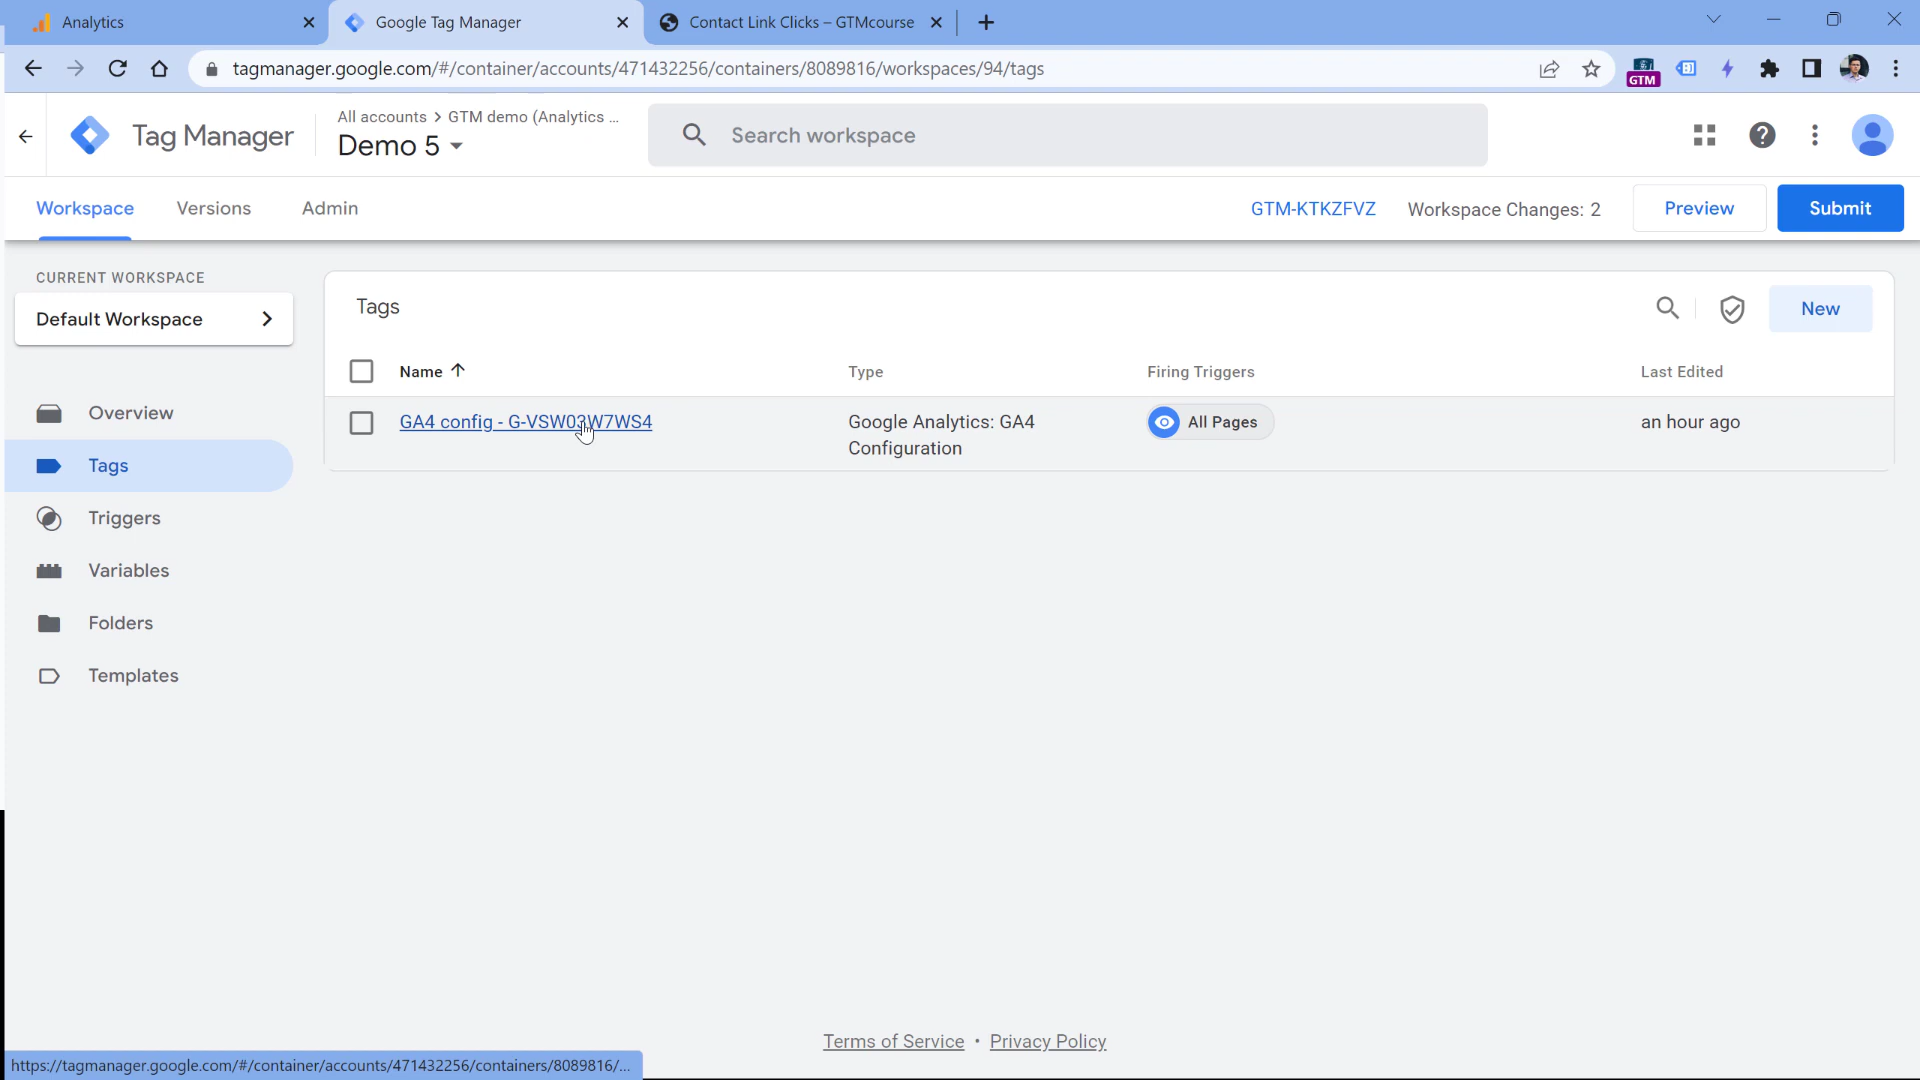 Analytics
Google Tag Manager
Contact Link Clicks – GTMcourse
tagmanager.google.com/#/container/accounts/471432256/containers/8089816/workspaces/94/tags
GTM
Tag Manager
All accounts > GTM demo (Analytics ...
Demo 5
Search workspace
Workspace
Versions
Admin
GTM-KTKZFVZ
Workspace Changes: 2
Preview
Submit
CURRENT WORKSPACE
Default Workspace
Overview
Tags
Triggers
Variables
Folders
Templates
Tags
New
Name
Type
Firing Triggers
Last Edited
GA4 config - G-VSW03W7WS4
Google Analytics: GA4
Configuration
All Pages
an hour ago
Terms of Service • Privacy Policy
https://tagmanager.google.com/#/container/accounts/471432256/containers/8089816/...